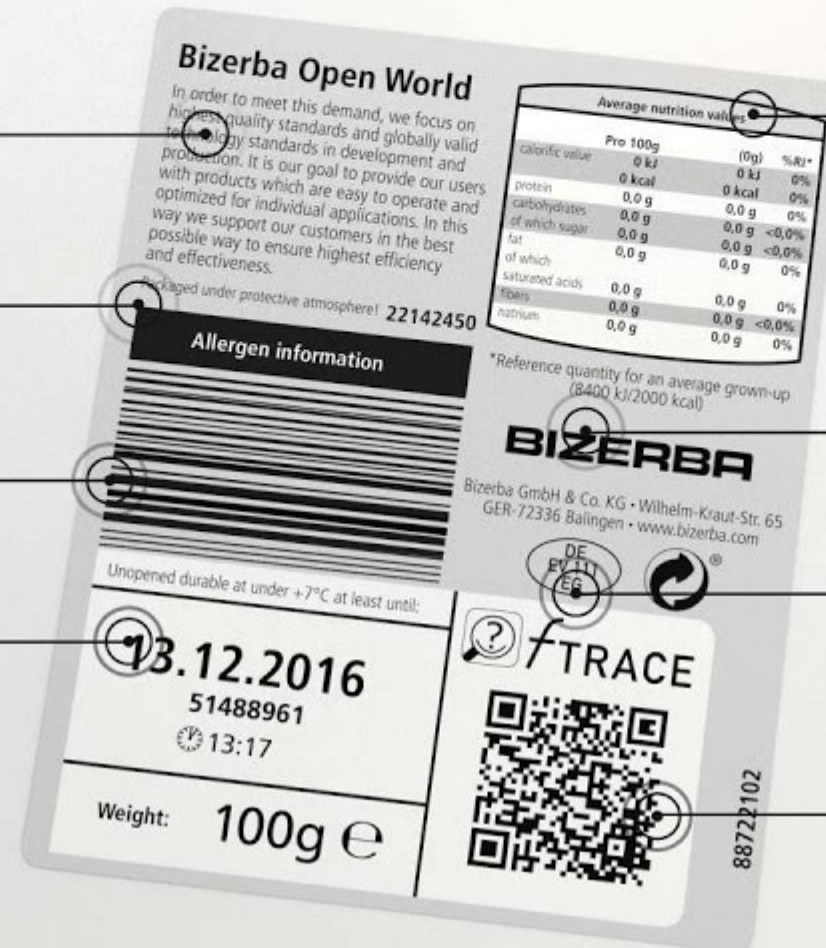 Bizerba Open World
In order to meet this demand, we focus on
highest quality standards and globally valid
technology standards in development and
production. It is our goal to provide our users
with products which are easy to operate and
optimized for individual applications. In this
way we support our customers in the best
possible way to ensure highest efficiency
and effectiveness.
Packaged under protective atmosphere! 22142450
Allergen information
Unopened durable at under +7°C at least until:
13.12.2016
51488961
13:17
Weight: 100g ℮
Average nutrition values
Pro 100g (0g) %RI*
calorific value 0 kJ 0 kJ 0%
0 kcal 0 kcal 0%
protein 0,0 g 0,0 g 0%
carbohydrates 0,0 g 0,0 g <0,0%
of which sugar 0,0 g 0,0 g <0,0%
fat 0,0 g 0,0 g 0%
of which
saturated acids 0,0 g 0,0 g 0%
fibers 0,0 g 0,0 g <0,0%
natrium 0,0 g 0,0 g 0%
*Reference quantity for an average grown-up
(8400 kJ/2000 kcal)
BIZERBA
Bizerba GmbH & Co. KG • Wilhelm-Kraut-Str. 65
GER-72336 Balingen • www.bizerba.com
DE
EV 111
EG
®
? fTRACE
88722102